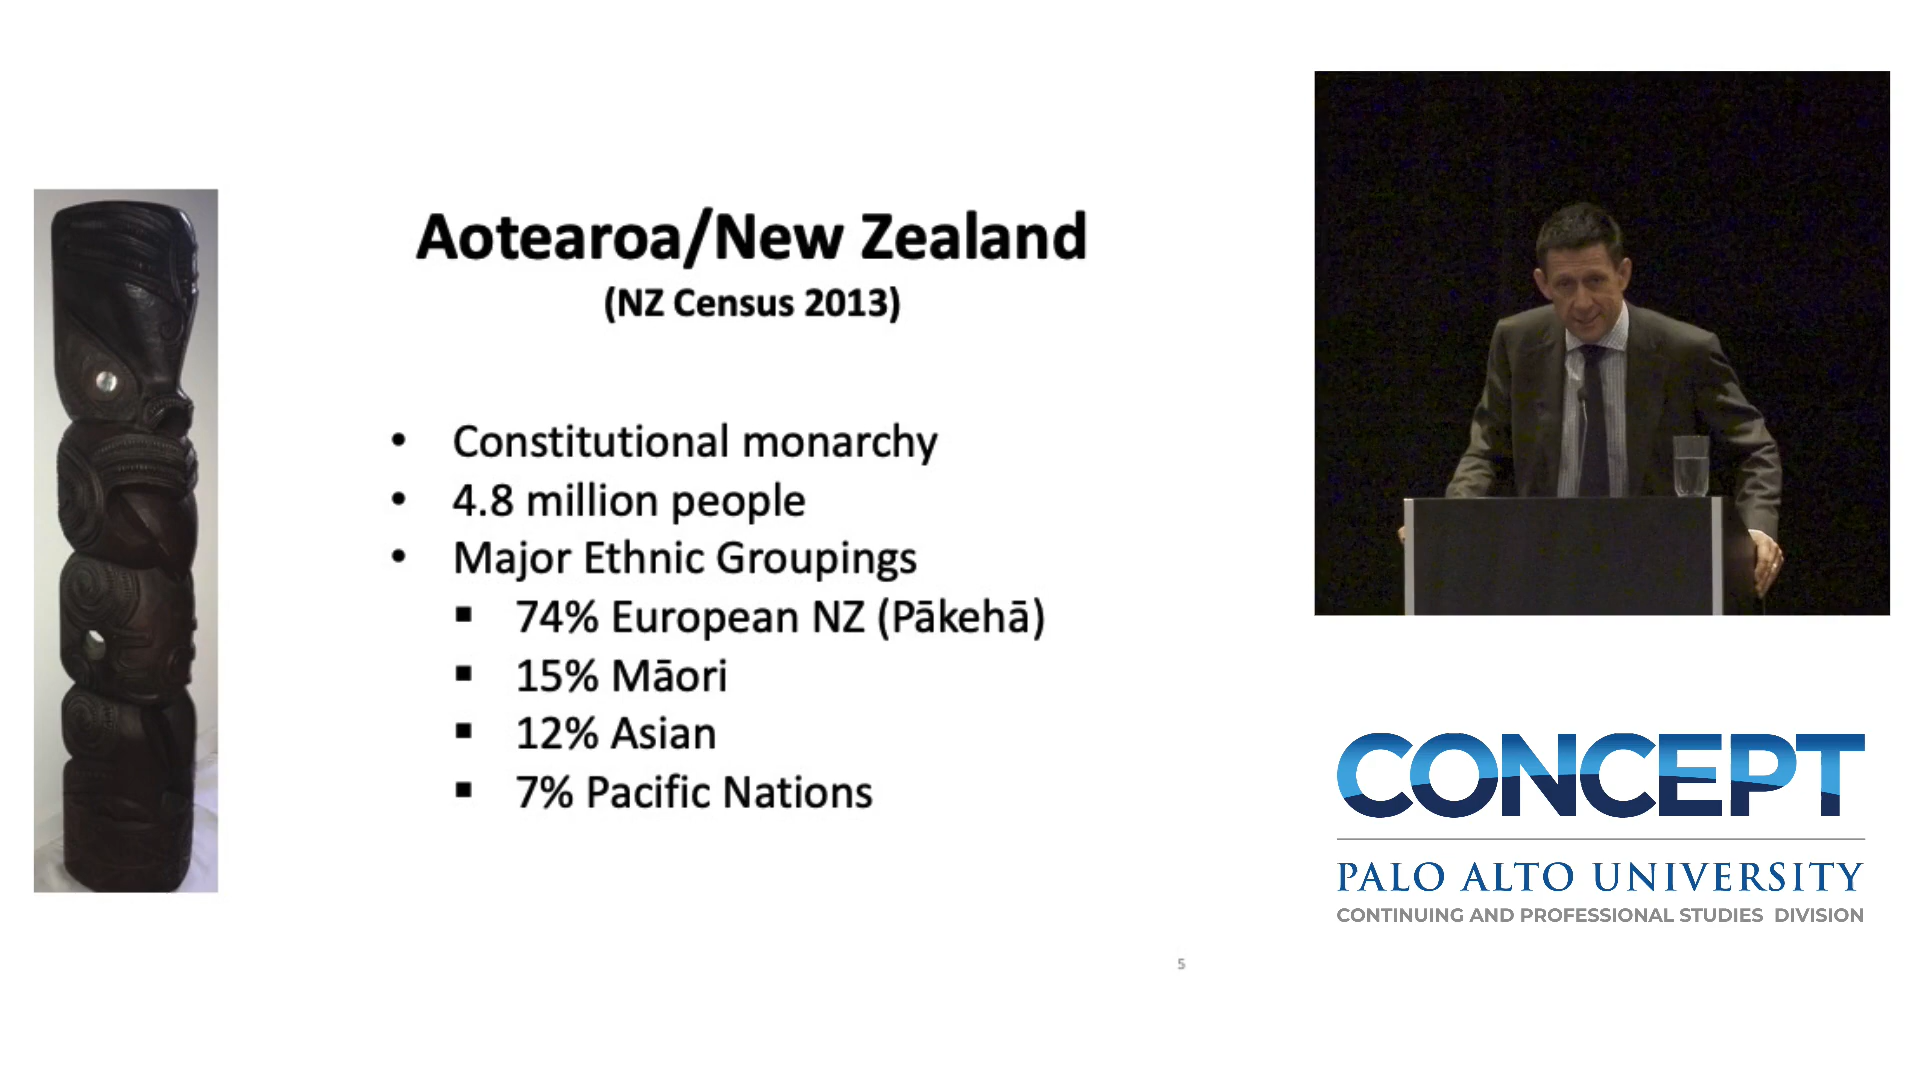 Aotearoa/New Zealand
(NZ Census 2013)
• Constitutional monarchy
• 4.8 million people
• Major Ethnic Groupings
▪ 74% European NZ (Pākehā)
▪ 15% Māori
▪ 12% Asian
▪ 7% Pacific Nations
5
CONCEPT
PALO ALTO UNIVERSITY
CONTINUING AND PROFESSIONAL STUDIES DIVISION